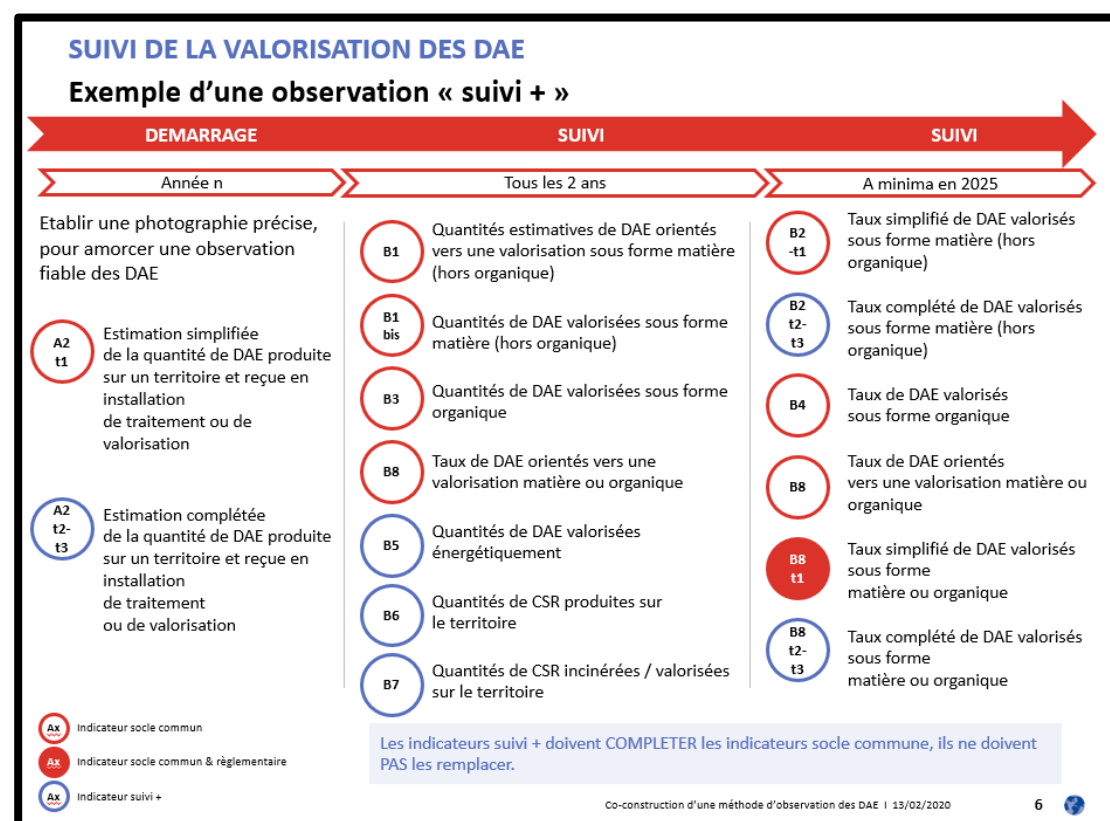 SUIVI DE LA VALORISATION DES DAE
Exemple d'une observation « suivi + »
DEMARRAGE
SUIVI
SUIVI
Année n
Tous les 2 ans
A minima en 2025
Etablir une photographie précise,
pour amorcer une observation
fiable des DAE
A2
t1
Estimation simplifiée
de la quantité de DAE produite
sur un territoire et reçue en
installation
de traitement ou de
valorisation
A2
t2-
t3
Estimation complétée
de la quantité de DAE produite
sur un territoire et reçue en
installation
de traitement
ou de valorisation
B1
Quantités estimatives de DAE orientés
vers une valorisation sous forme matière
(hors organique)
B1
bis
Quantités de DAE valorisées sous forme
matière (hors organique)
B3
Quantités de DAE valorisées sous forme
organique
B8
Taux de DAE orientés vers une
valorisation matière ou organique
B5
Quantités de DAE valorisées
énergétiquement
B6
Quantités de CSR produites sur
le territoire
B7
Quantités de CSR incinérées / valorisées
sur le territoire
B2
-t1
Taux simplifié de DAE valorisés
sous forme matière (hors
organique)
B2
t2-
t3
Taux complété de DAE valorisés
sous forme matière (hors
organique)
B4
Taux de DAE valorisés
sous forme organique
B8
Taux de DAE orientés
vers une valorisation matière ou
organique
B8
t1
Taux simplifié de DAE valorisés
sous forme
matière ou organique
B8
t2-
t3
Taux complété de DAE valorisés
sous forme
matière ou organique
Ax
Indicateur socle commun
Ax
Indicateur socle commun & règlementaire
Ax
Indicateur suivi +
Les indicateurs suivi + doivent COMPLETER les indicateurs socle commune, ils ne doivent
PAS les remplacer.
Co-construction d'une méthode d'observation des DAE I 13/02/2020
6